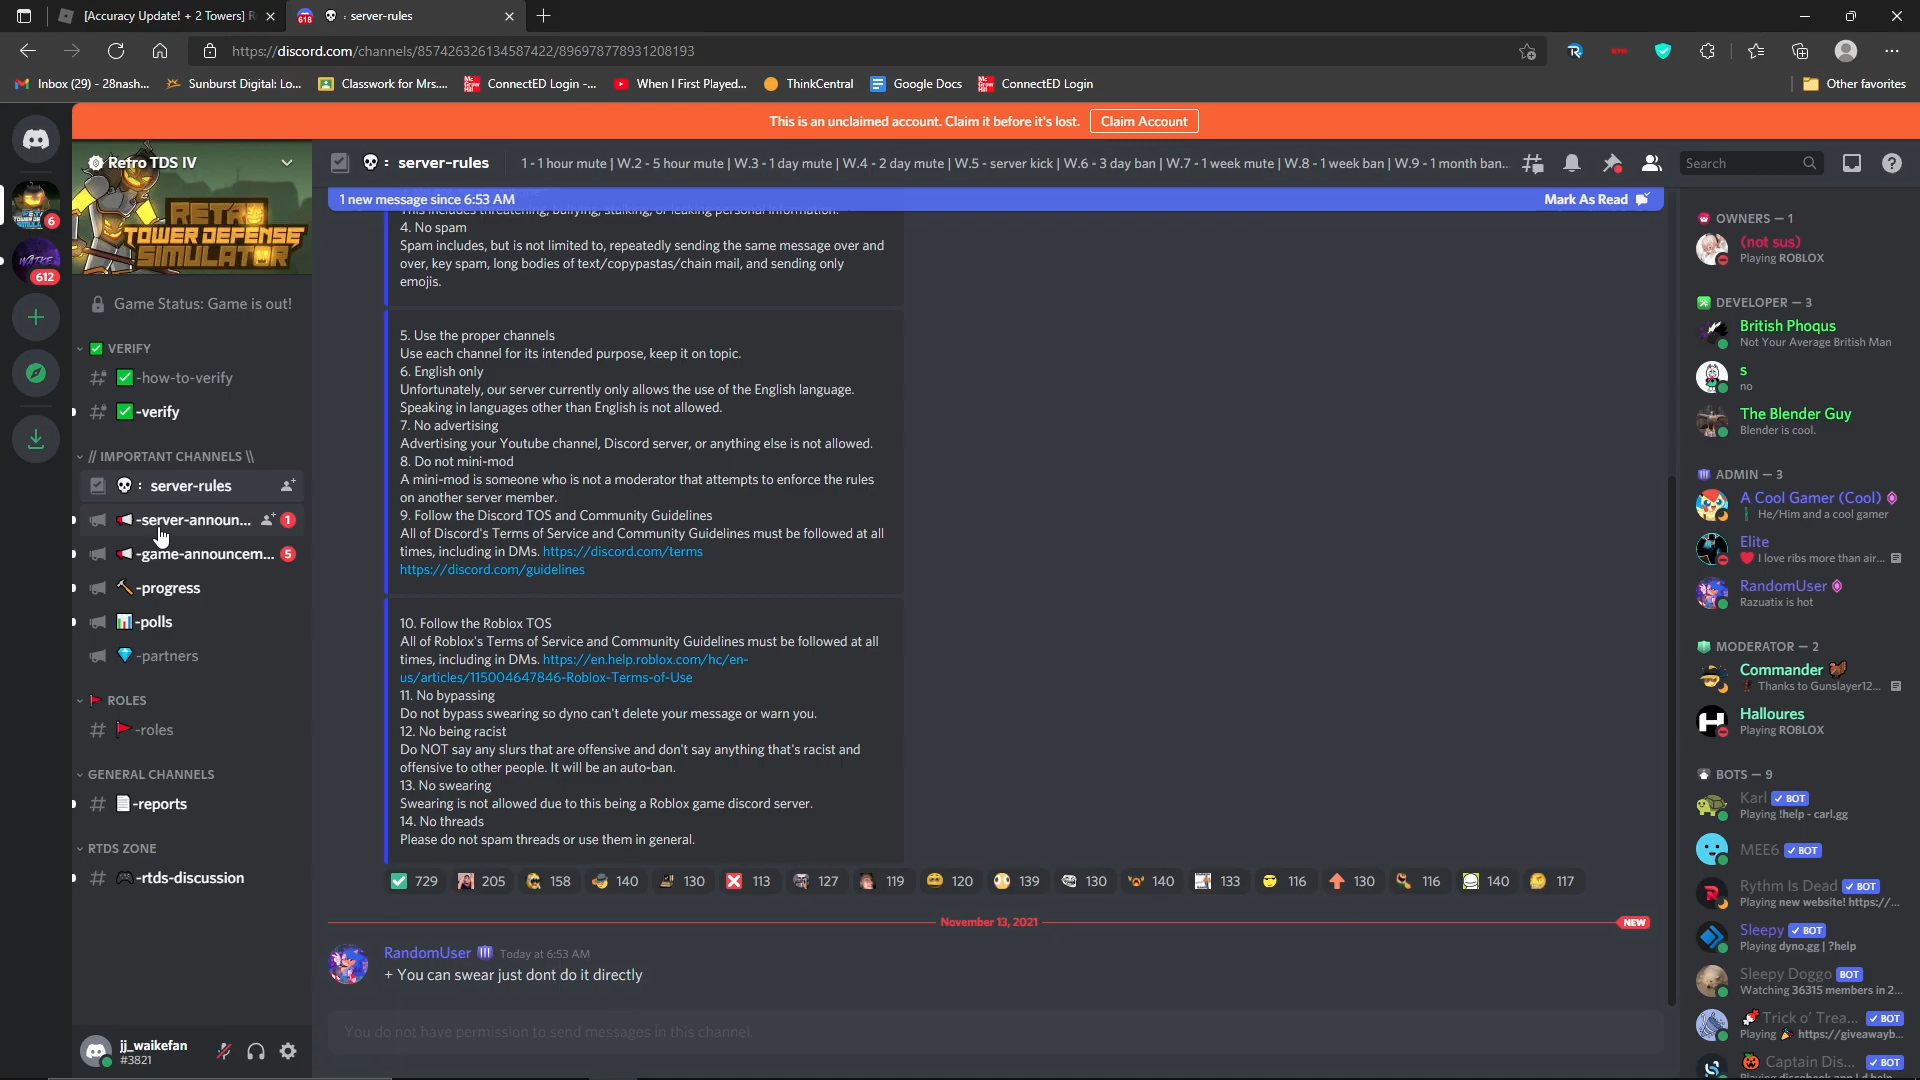 [Accuracy Update! + 2 Towers] R
618
: server-rules
https://discord.com/channels/857426326134587422/896978778931208193
Inbox (29) - 28nash...
Sunburst Digital: Lo...
Classwork for Mrs....
ConnectED Login -...
When I First Played...
ThinkCentral
Google Docs
ConnectED Login
Other favorites
This is an unclaimed account. Claim it before it's lost.
Claim Account
Retro TDS IV
RETRO
TOWER DEFENSE
SIMULATOR
6
612
Game Status: Game is out!
VERIFY
-how-to-verify
-verify
// IMPORTANT CHANNELS \\
: server-rules
-server-announ... 1
-game-announcem... 5
-progress
-polls
-partners
ROLES
-roles
GENERAL CHANNELS
-reports
RTDS ZONE
-rtds-discussion
jj_waikefan
#3821
: server-rules
1 - 1 hour mute | W.2 - 5 hour mute | W.3 - 1 day mute | W.4 - 2 day mute | W.5 - server kick | W.6 - 3 day ban | W.7 - 1 week mute | W.8 - 1 week ban | W.9 - 1 month ban...
Search
1 new message since 6:53 AM
Mark As Read
This includes threatening, bullying, stalking, or leaking personal information.
4. No spam
Spam includes, but is not limited to, repeatedly sending the same message over and
over, key spam, long bodies of text/copypastas/chain mail, and sending only
emojis.
5. Use the proper channels
Use each channel for its intended purpose, keep it on topic.
6. English only
Unfortunately, our server currently only allows the use of the English language.
Speaking in languages other than English is not allowed.
7. No advertising
Advertising your Youtube channel, Discord server, or anything else is not allowed.
8. Do not mini-mod
A mini-mod is someone who is not a moderator that attempts to enforce the rules
on another server member.
9. Follow the Discord TOS and Community Guidelines
All of Discord's Terms of Service and Community Guidelines must be followed at all
times, including in DMs. https://discord.com/terms
https://discord.com/guidelines
10. Follow the Roblox TOS
All of Roblox's Terms of Service and Community Guidelines must be followed at all
times, including in DMs. https://en.help.roblox.com/hc/en-
us/articles/115004647846-Roblox-Terms-of-Use
11. No bypassing
Do not bypass swearing so dyno can't delete your message or warn you.
12. No being racist
Do NOT say any slurs that are offensive and don't say anything that's racist and
offensive to other people. It will be an auto-ban.
13. No swearing
Swearing is not allowed due to this being a Roblox game discord server.
14. No threads
Please do not spam threads or use them in general.
729 205 158 140 130 113 127 119 120 139 130 140 133 116 130 116 140 117
November 13, 2021
NEW
RandomUser Today at 6:53 AM
+ You can swear just dont do it directly
You do not have permission to send messages in this channel.
OWNERS — 1
(not sus)
Playing ROBLOX
DEVELOPER — 3
British Phoqus
Not Your Average British Man
s
no
The Blender Guy
Blender is cool.
ADMIN — 3
A Cool Gamer (Cool)
He/Him and a cool gamer
Elite
I love ribs more than air...
RandomUser
Razuatix is hot
MODERATOR — 2
Commander
Thanks to Gunslayer12...
Halloures
Playing ROBLOX
BOTS — 9
Karl BOT
Playing !help - carl.gg
MEE6 BOT
Rythm Is Dead BOT
Playing new website! https://...
Sleepy BOT
Playing dyno.gg | ?help
Sleepy Doggo BOT
Watching 36315 members in 2...
Trick o' Trea... BOT
Playing https://giveawayb...
Captain Dis... BOT